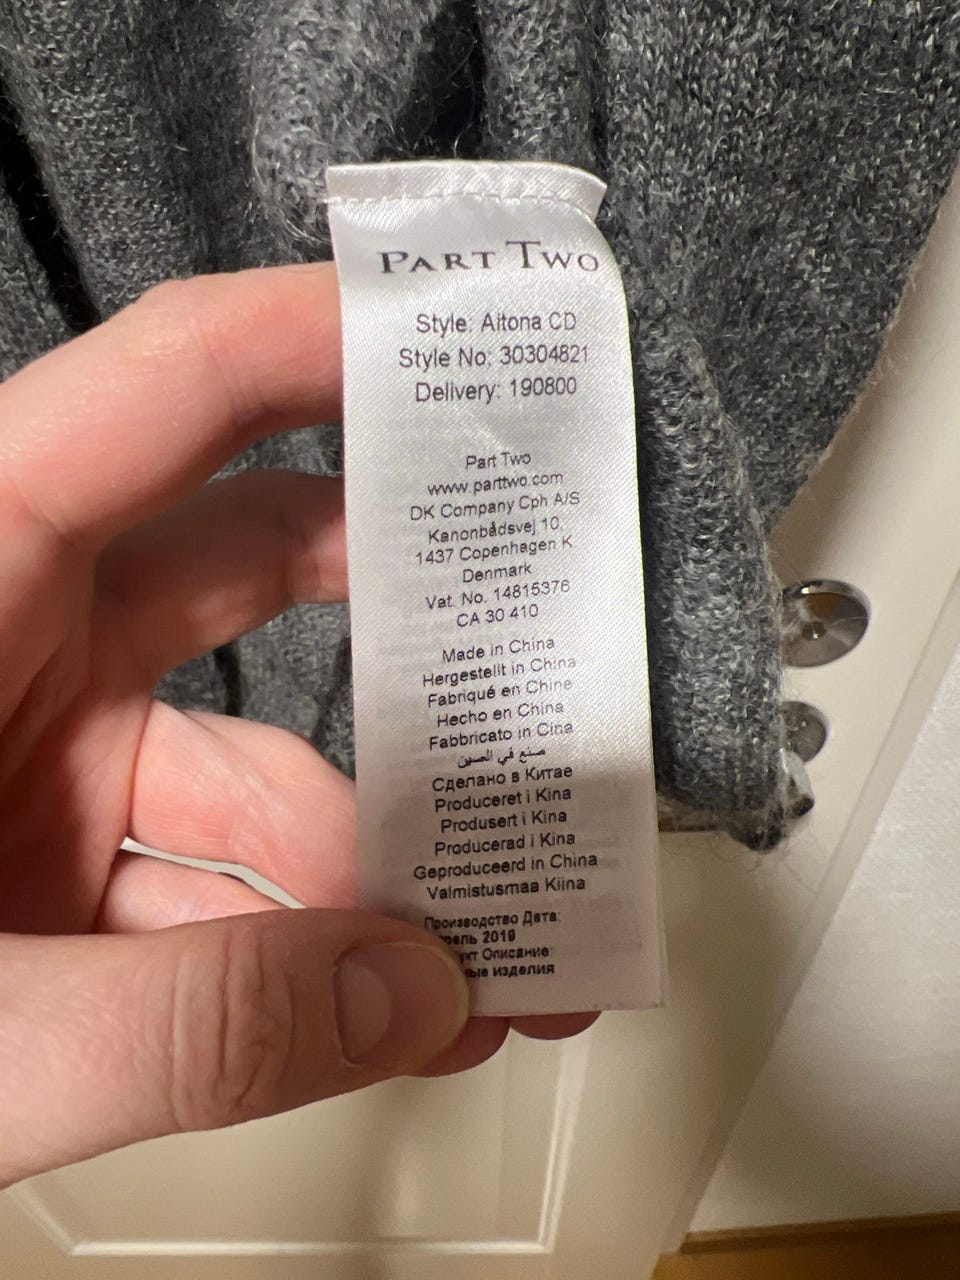 PART TWO
Style: Aitona CD
Style No: 30304821
Delivery: 190800
Part Two
www.parttwo.com
DK Company Cph A/S
Kanonbådsvej 10,
1437 Copenhagen K
Denmark
Vat. No. 14815376
CA 30 410
Made in China
Hergestellt in China
Fabriqué en Chine
Hecho en China
Fabbricato in Cina
صنع في الصين
Сделано в Китае
Produceret i Kina
Produsert i Kina
Producerad i Kina
Geproduceerd in China
Valmistusmaa Kiina
Производство Дата:
2019
Описание:
изделия